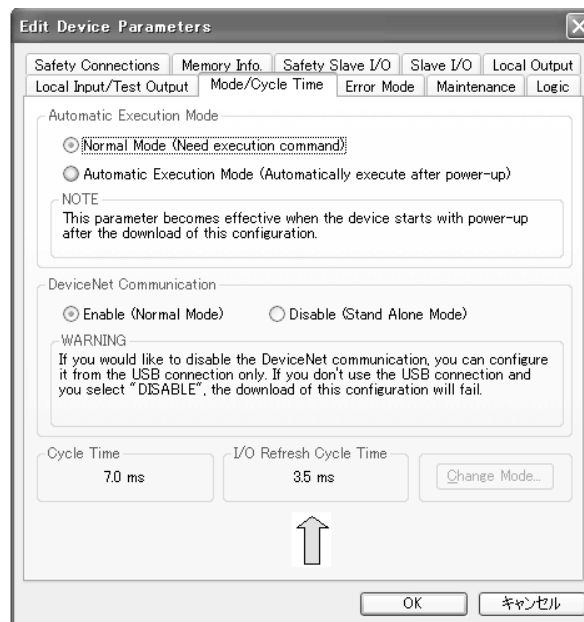 Edit Device Parameters
Safety Connections Memory Info. Safety Slave I/O Slave I/O Local Output
Local Input/Test Output Mode/Cycle Time Error Mode Maintenance Logic
Automatic Execution Mode
Normal Mode (Need execution command)
Automatic Execution Mode (Automatically execute after power-up)
NOTE
This parameter becomes effective when the device starts with power-up
after the download of this configuration.
DeviceNet Communication
Enable (Normal Mode) Disable (Stand Alone Mode)
WARNING
If you would like to disable the DeviceNet communication, you can configure
it from the USB connection only. If you don't use the USB connection and
you select "DISABLE", the download of this configuration will fail.
Cycle Time I/O Refresh Cycle Time
7.0 ms 3.5 ms Change Mode...
OK キャンセル